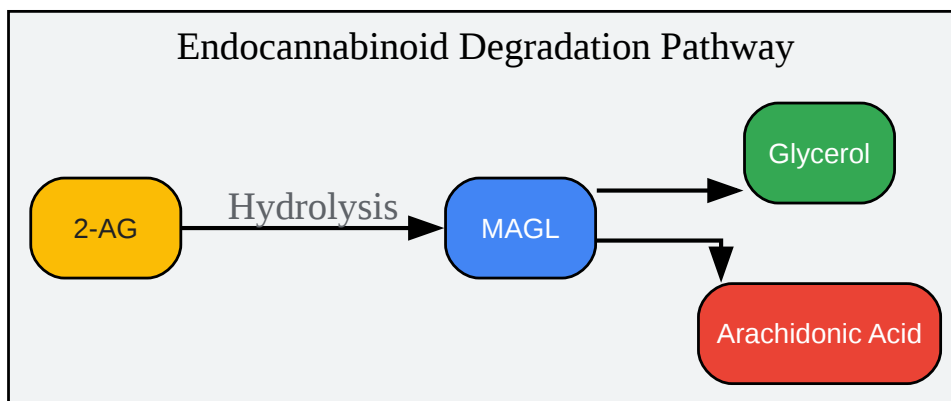 Endocannabinoid Degradation Pathway
Glycerol
Hydrolysis
2-AG
MAGL
Arachidonic Acid